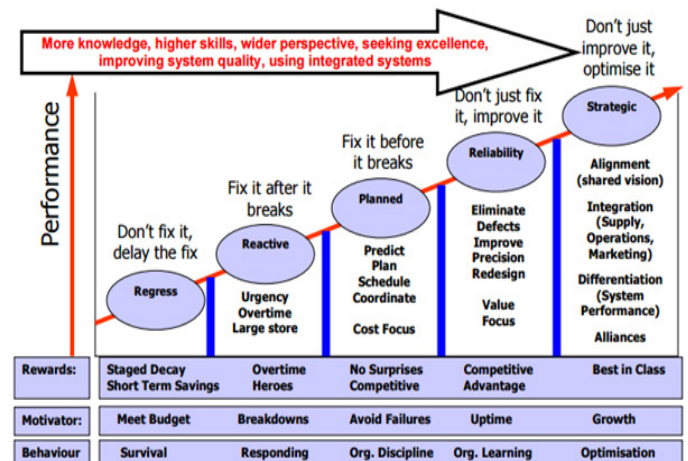 More knowledge, higher skills, wider perspective, seeking excellence,
improving system quality, using integrated systems
Don't just
improve it,
optimise it
Performance
Don't fix it,
delay the fix
Regress
Fix it after it
breaks
Reactive
Urgency
Overtime
Large store
Fix it before
it breaks
Planned
Predict
Plan
Schedule
Coordinate
Cost Focus
Don't just fix
it, improve it
Reliability
Eliminate
Defects
Improve
Precision
Redesign
Value
Focus
Strategic
Alignment
(shared vision)
Integration
(Supply,
Operations,
Marketing)
Differentiation
(System
Performance)
Alliances
Rewards:
Staged Decay
Short Term Savings
Overtime
Heroes
No Surprises
Competitive
Competitive
Advantage
Best in Class
Motivator:
Meet Budget
Breakdowns
Avoid Failures
Uptime
Growth
Behaviour
Survival
Responding
Org. Discipline
Org. Learning
Optimisation